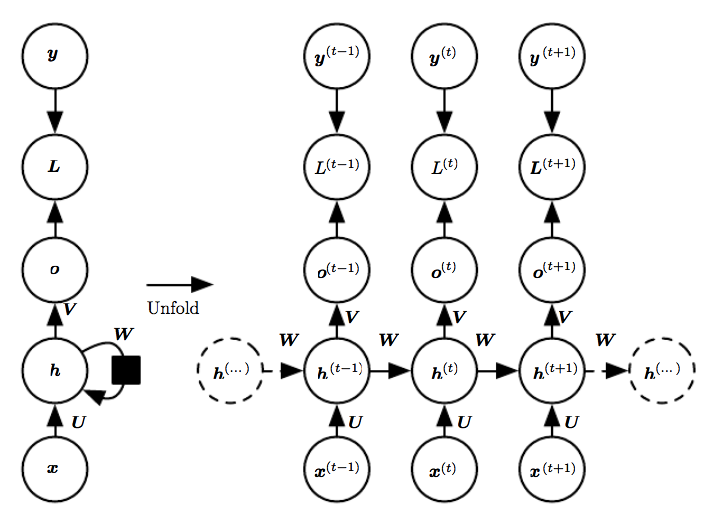 y y^(t−1) y^(t) y^(t+1)
L L^(t−1) L^(t) L^(t+1)
o o^(t−1) o^(t) o^(t+1)
Unfold
V V V V
W W W W W
h h^(...) h^(t−1) h^(t) h^(t+1) h^(...)
U U U U
x x^(t−1) x^(t) x^(t+1)